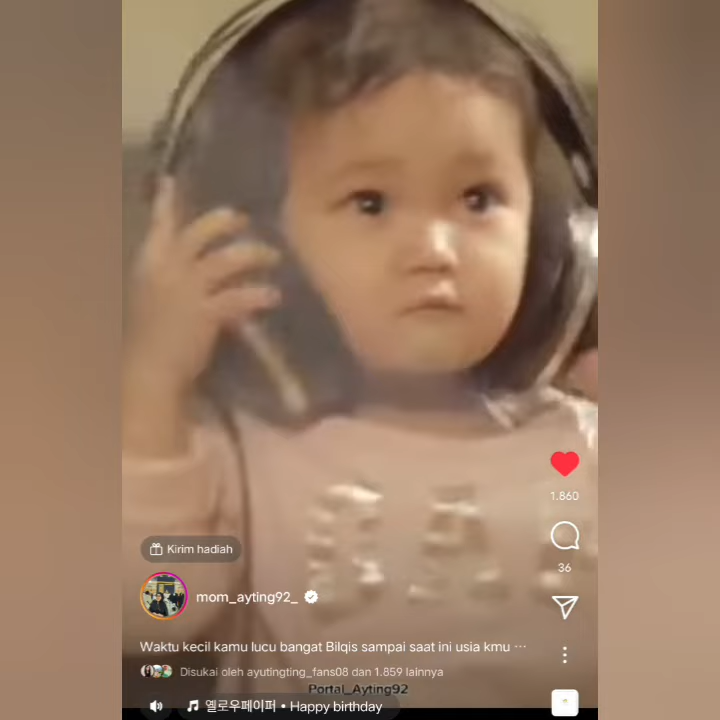 1.860
36
Kirim hadiah
mom_ayting92_
Waktu kecil kamu lucu bangat Bilqis sampai saat ini usia kmu ...
Disukai oleh ayutingting_fans08 dan 1.859 lainnya
Portal_Ayting92
옐로우페이퍼 • Happy birthday